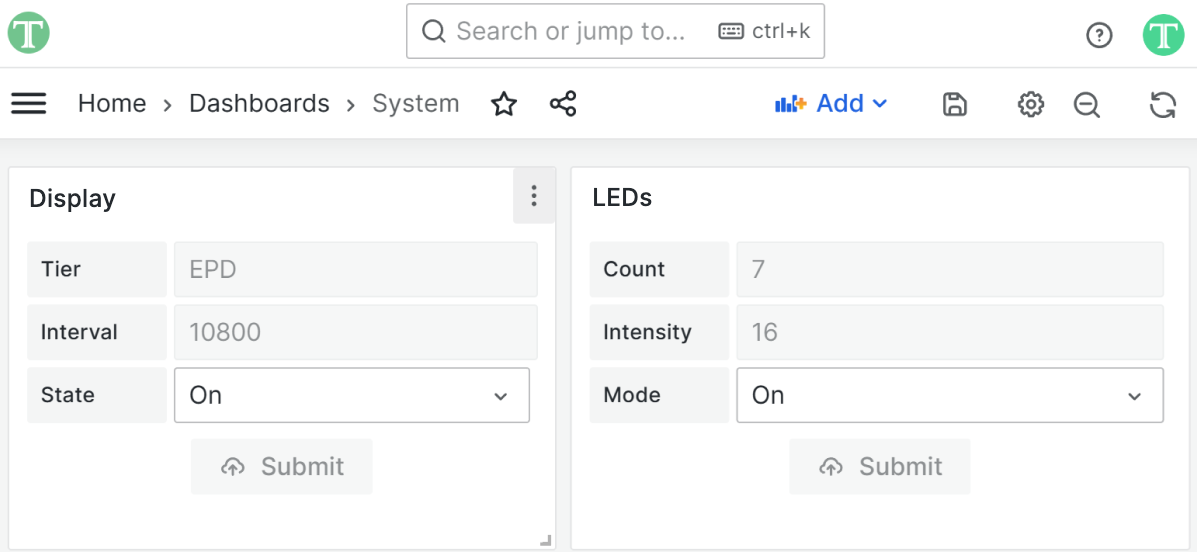 T
Search or jump to...
ctrl+k
?
T
Home › Dashboards › System
Add
Display
Tier
EPD
Interval
10800
State
On
Submit
LEDs
Count
7
Intensity
16
Mode
On
Submit